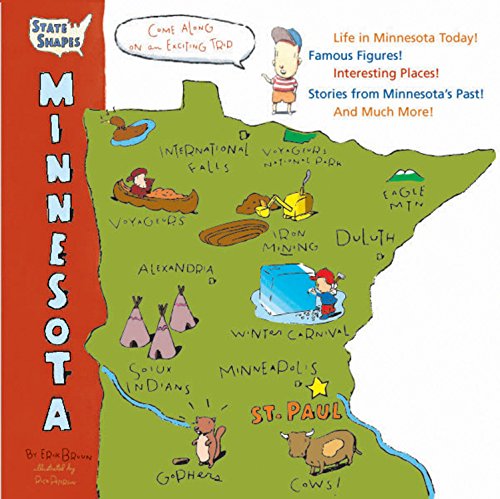 STATE
SHAPES
MINNESOTA
COME ALONG
ON an EXCITING TRIP
Life in Minnesota Today!
Famous Figures!
Interesting Places!
Stories from Minnesota's Past!
And Much More!
INTERNATIONAL
FALLS
VOYAGEURS
NATIONAL PARK
EAGLE
MTN
VOYAGEURS
IRON
MINING
DULUTH
ALEXANDRIA
WINTER CARNIVAL
SIOUX
INDIANS
MINNEAPOLIS
ST. PAUL
GOPHERS
COWS!
BY ERIK BRUUN
illustrated by